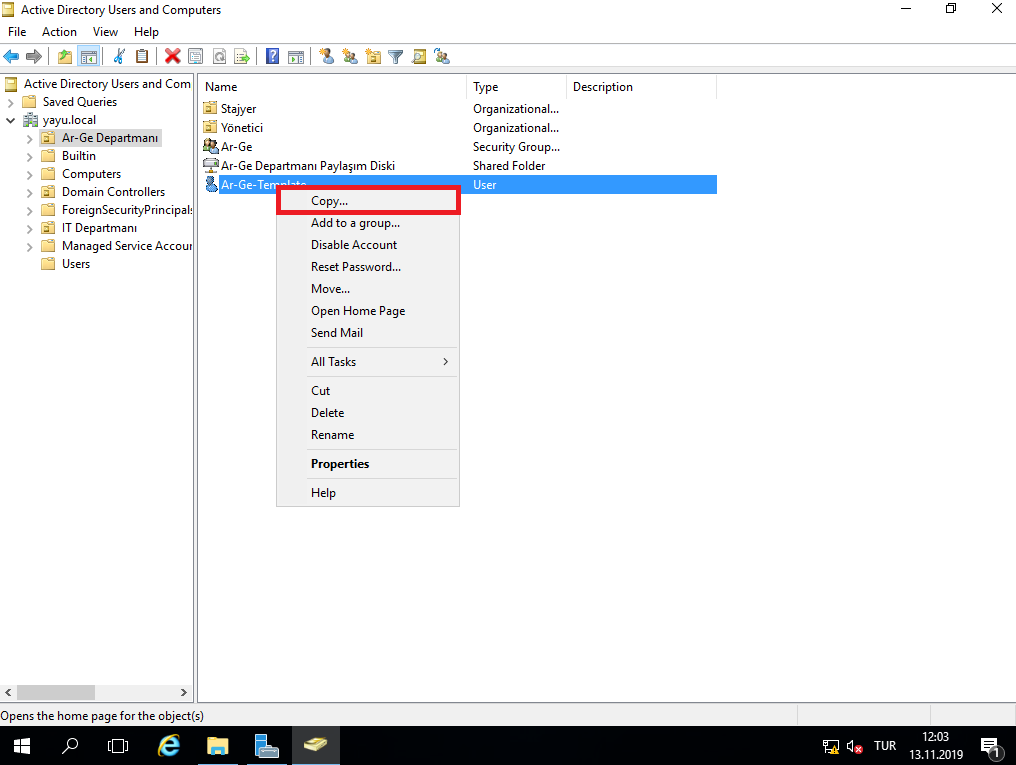 Active Directory Users and Computers
File Action View Help
Active Directory Users and Com
Saved Queries
yayu.local
Ar-Ge Departmanı
Builtin
Computers
Domain Controllers
ForeignSecurityPrincipals
IT Departmanı
Managed Service Accour
Users
Name Type Description
Stajyer Organizational...
Yönetici Organizational...
Ar-Ge Security Group...
Ar-Ge Departmanı Paylaşım Diski Shared Folder
Ar-Ge-Template User
Copy...
Add to a group...
Disable Account
Reset Password...
Move...
Open Home Page
Send Mail
All Tasks
Cut
Delete
Rename
Properties
Help
Opens the home page for the object(s)
TUR
12:03
13.11.2019
1